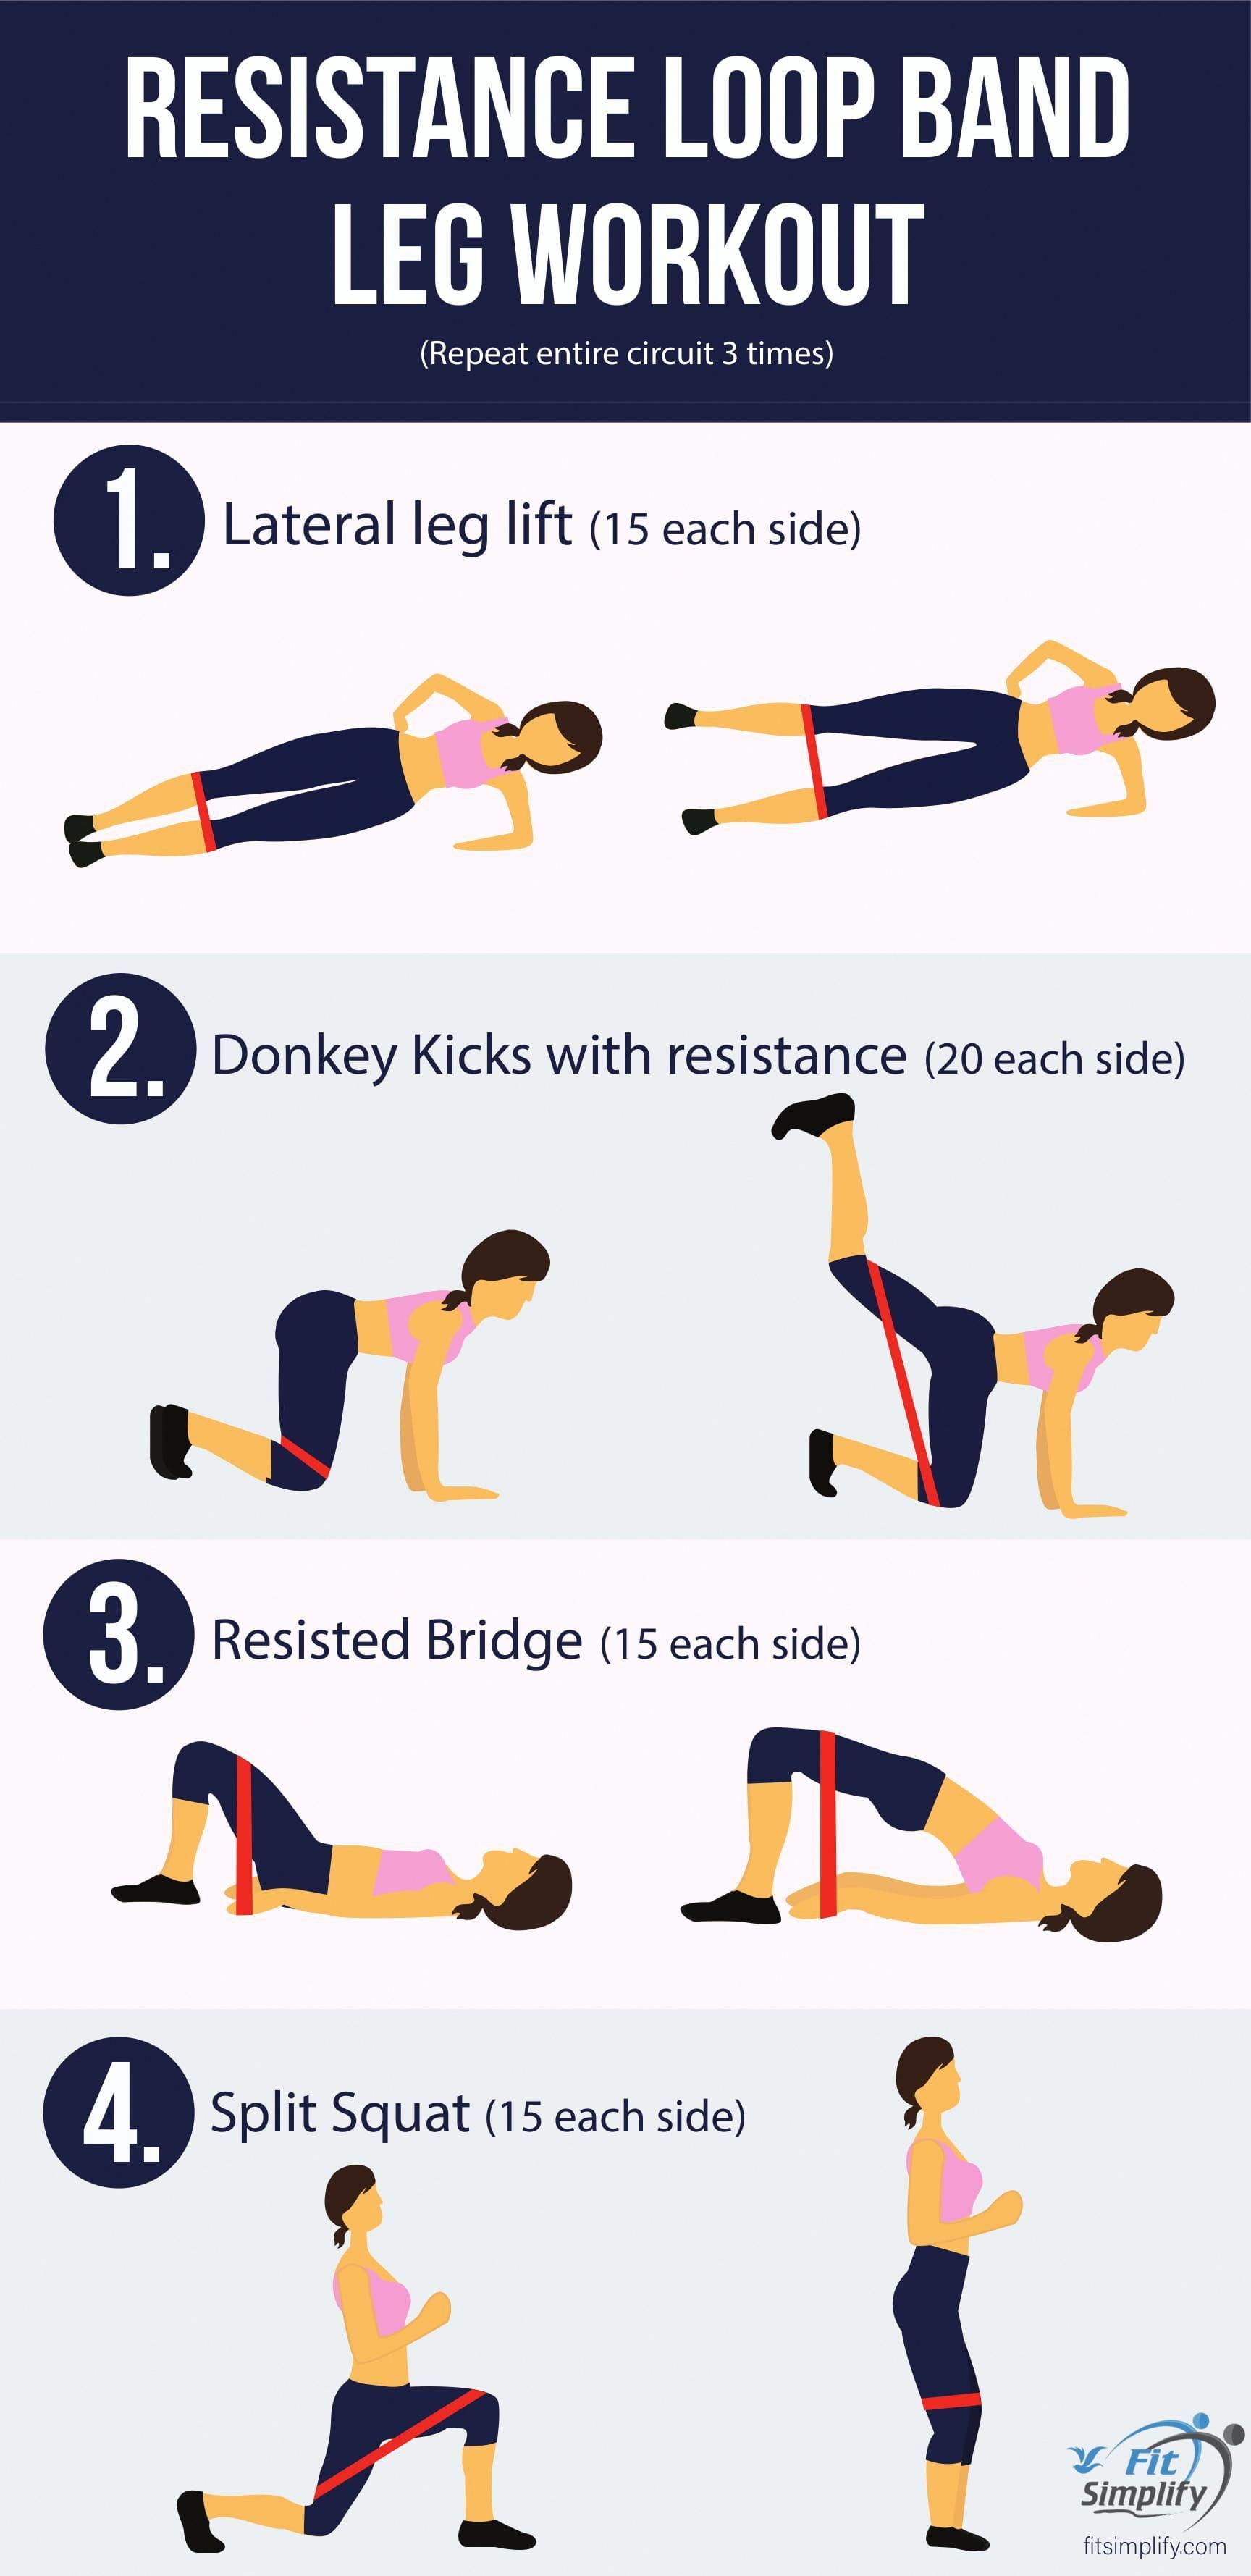 RESISTANCE LOOP BAND
LEG WORKOUT
(Repeat entire circuit 3 times)
1. Lateral leg lift (15 each side)
2. Donkey Kicks with resistance (20 each side)
3. Resisted Bridge (15 each side)
4. Split Squat (15 each side)
Fit
Simplify
fitsimplify.com